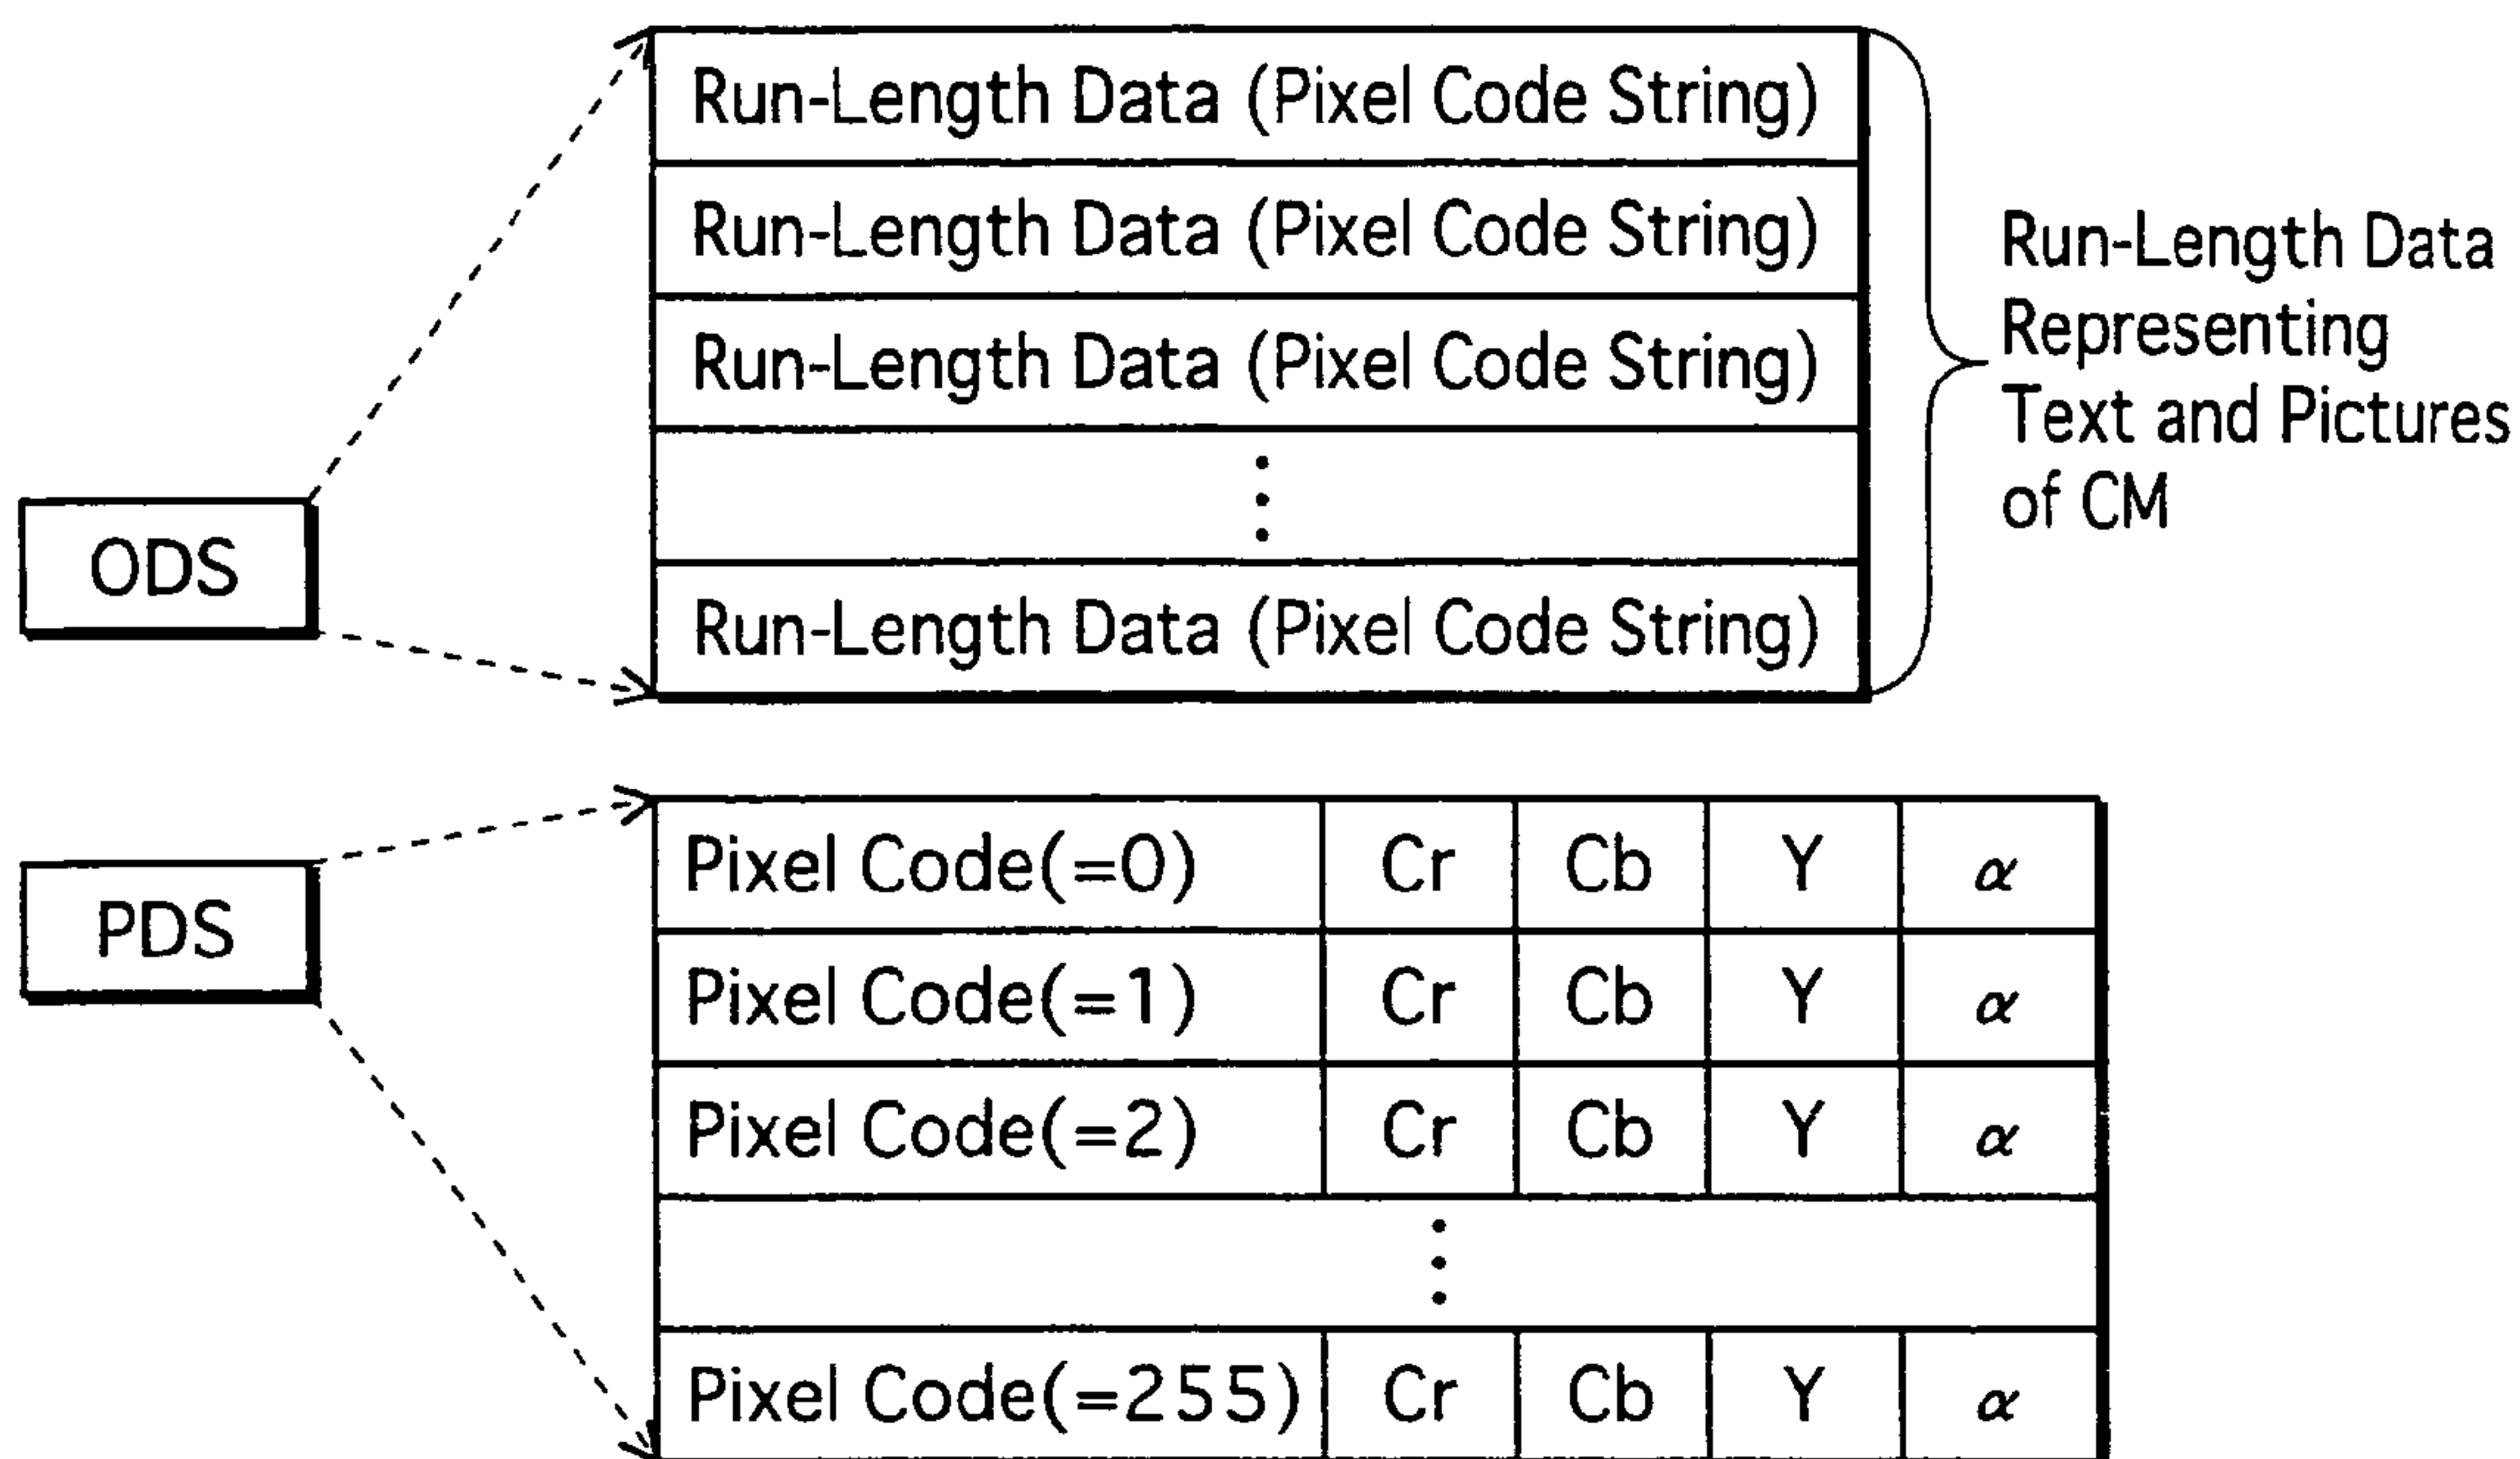 Run-Length Data (Pixel Code String)
Run-Length Data (Pixel Code String)
Run-Length Data (Pixel Code String)
Run-Length Data (Pixel Code String)
Run-Length Data
Representing
Text and Pictures
of CM
ODS
PDS
Pixel Code(=0) Cr Cb Y α
Pixel Code(=1) Cr Cb Y α
Pixel Code(=2) Cr Cb Y α
Pixel Code(=255) Cr Cb Y α